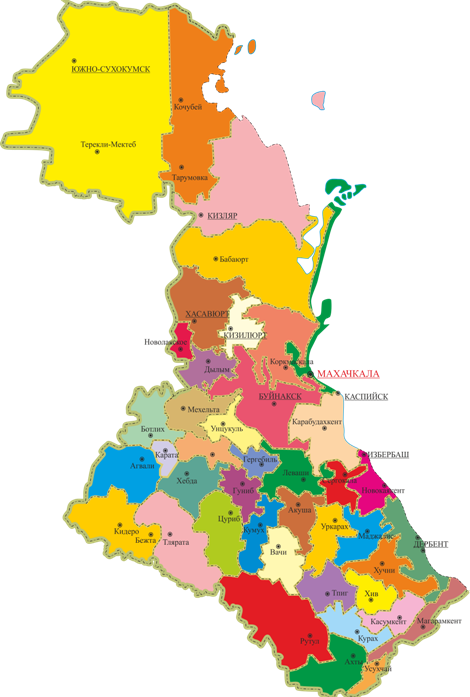 ЮЖНО-СУХОКУМСК
Кочубей
Терекли-Мектеб
Тарумовка
КИЗЛЯР
Бабаюрт
ХАСАВЮРТ
КИЗИЛЮРТ
Новолакское
Коркмаскала
Дылым
МАХАЧКАЛА
БУЙНАКСК
КАСПИЙСК
Мехельта
Карабудахкент
Унцукуль
Ботлих
Карата
ИЗБЕРБАШ
Агвали
Гергебиль
Леваши
Хебда
Сергокала
Гуниб
Новокаякент
Акуша
Цуриб
Кидеро
Уркарах
Кумух
Маджалис
Бежта
Тлярата
ДЕРБЕНТ
Вачи
Хучни
Тпиг
Хив
Касумкент
Магарамкент
Рутул
Курах
Ахты
Усухчай